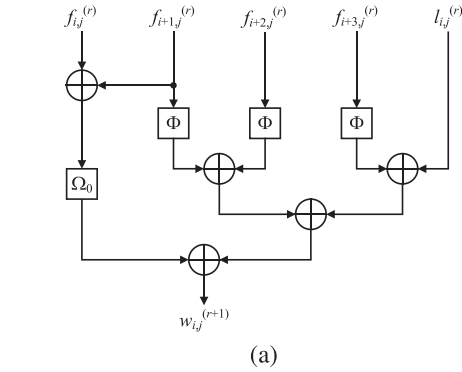 f_{i,j}^{(r)} f_{i+1,j}^{(r)} f_{i+2,j}^{(r)} f_{i+3,j}^{(r)} l_{i,j}^{(r)}
Φ Φ Φ
Ω_0
w_{i,j}^{(r+1)}
(a)